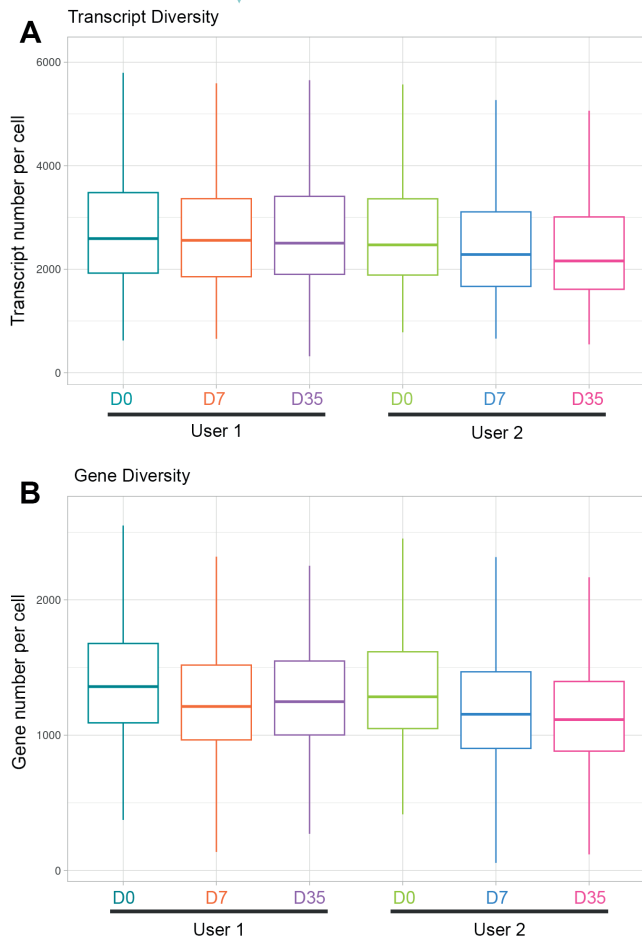 A
Transcript Diversity
Transcript number per cell
6000
4000
2000
0
D0 D7 D35 D0 D7 D35
User 1 User 2
B
Gene Diversity
Gene number per cell
2000
1000
0
D0 D7 D35 D0 D7 D35
User 1 User 2